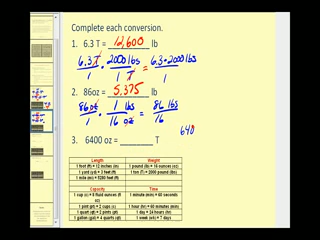 Complete each conversion.
1. 6.3 T = 12,600 lb
6.3 T/1 · 2000 lbs/1 T = 6.3 · 2000 lbs/1
2. 86oz = 5.375 lb
86 oz/1 · 1 lbs/16 oz = 86 lbs/16
640
3. 6400 oz = ________ T
Length
1 foot (ft) = 12 inches (in)
1 yard (yd) = 3 feet (ft)
1 mile (mi) = 5280 feet (ft)
Weight
1 pound (lb) = 16 ounces (oz)
1 ton (T) = 2000 pound (lb)
Capacity
1 cup (c) = 8 fluid ounces (fl oz)
1 pint (pt) = 2 cups (c)
1 quart (qt) = 2 pints (pt)
1 gallon (gal) = 4 quarts (qt)
Time
1 minute (min) = 60 seconds
1 hour (hr) = 60 minutes (min)
1 day = 24 hours (hr)
1 week (wk) = 7 days